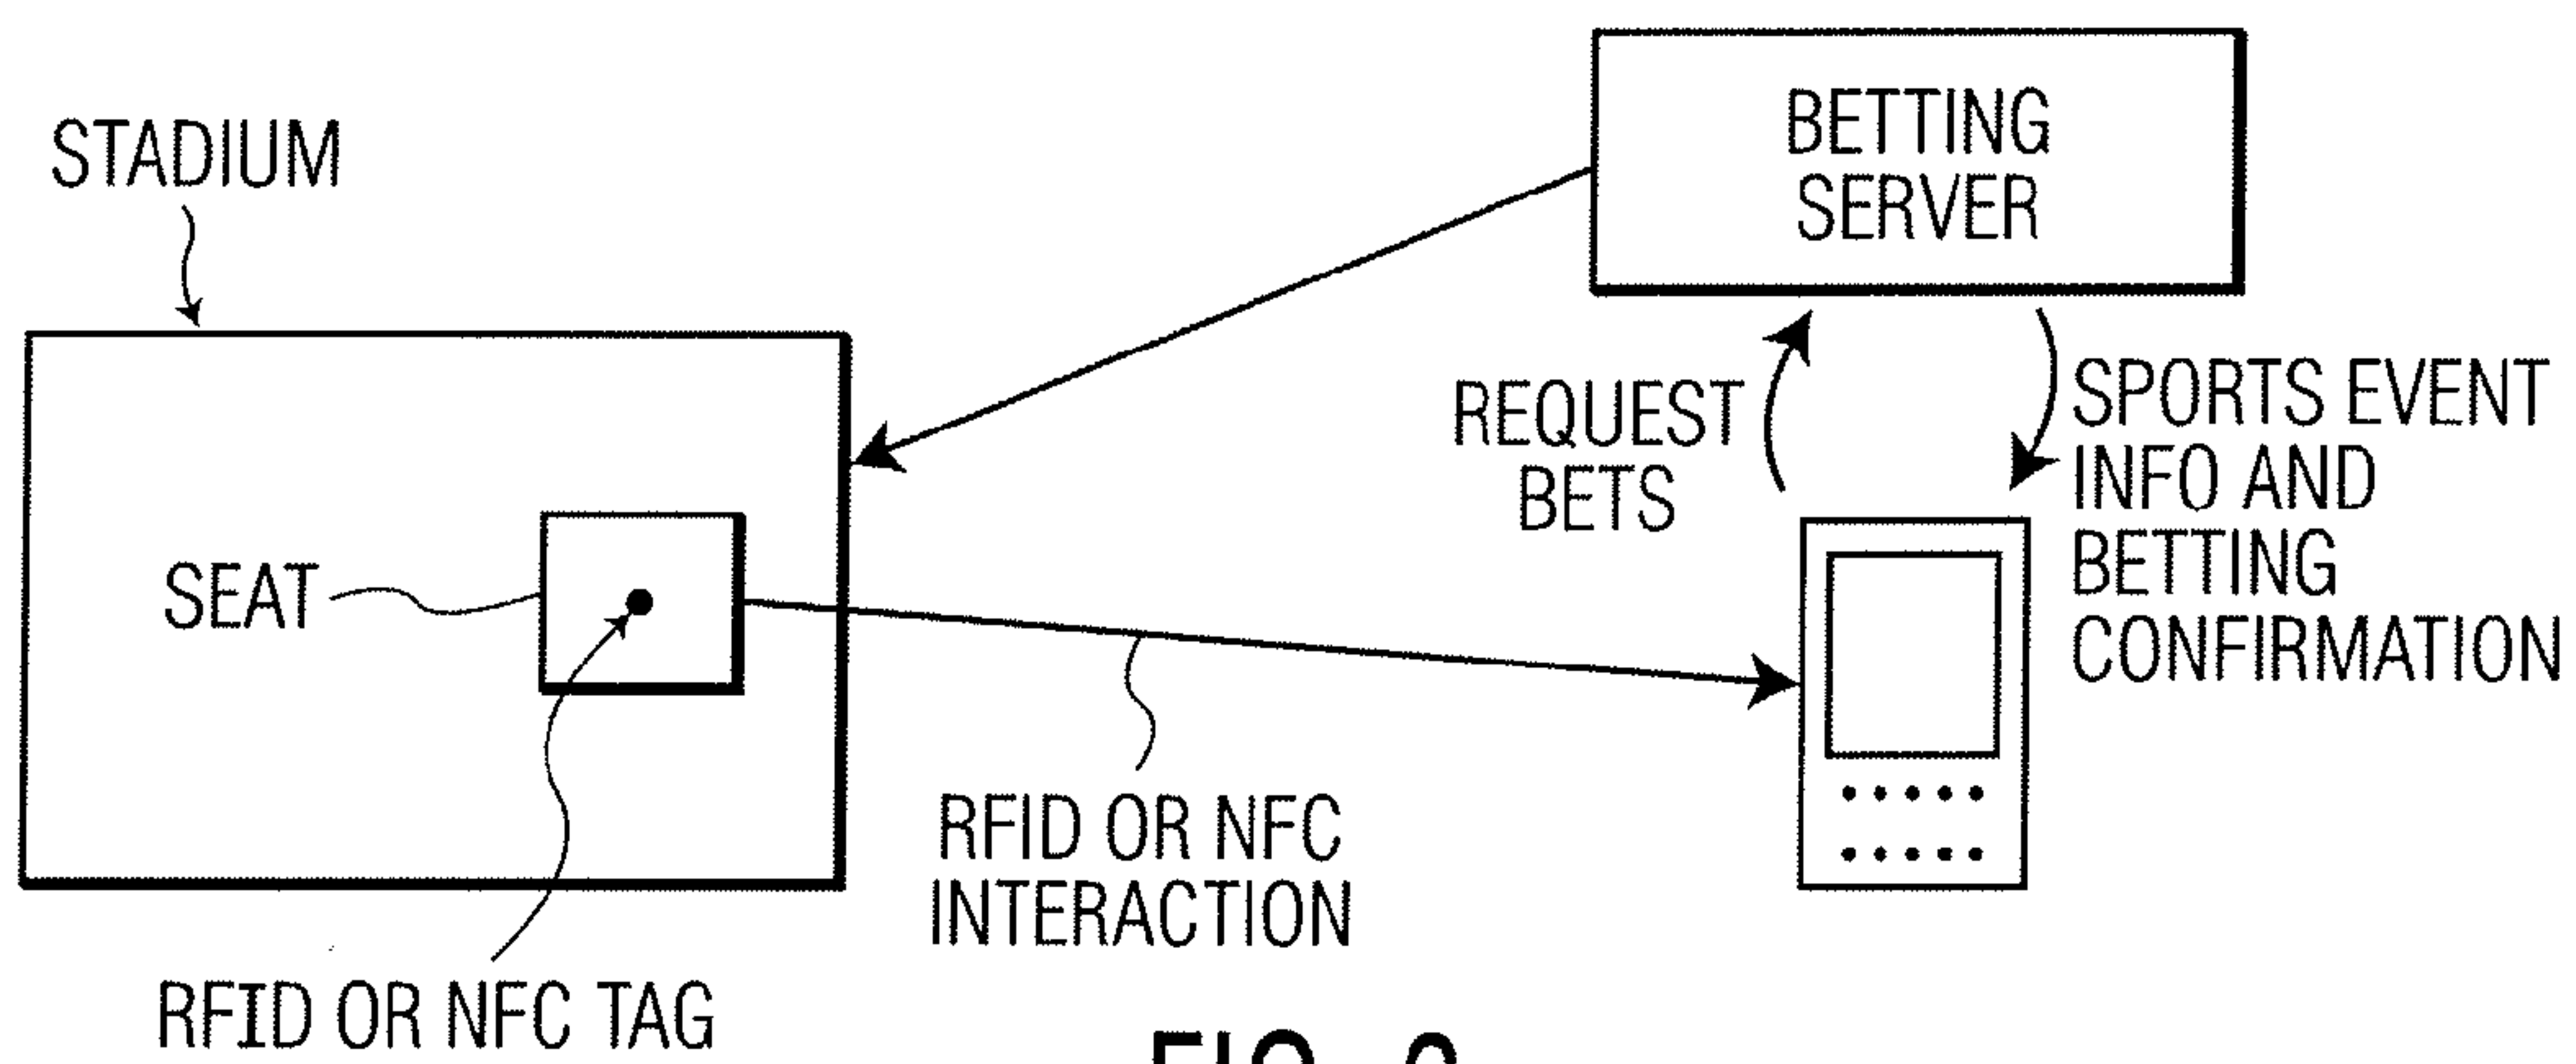 STADIUM
BETTING
SERVER
REQUEST
BETS
SPORTS EVENT
INFO AND
BETTING
CONFIRMATION
SEAT
RFID OR NFC
INTERACTION
RFID OR NFC TAG